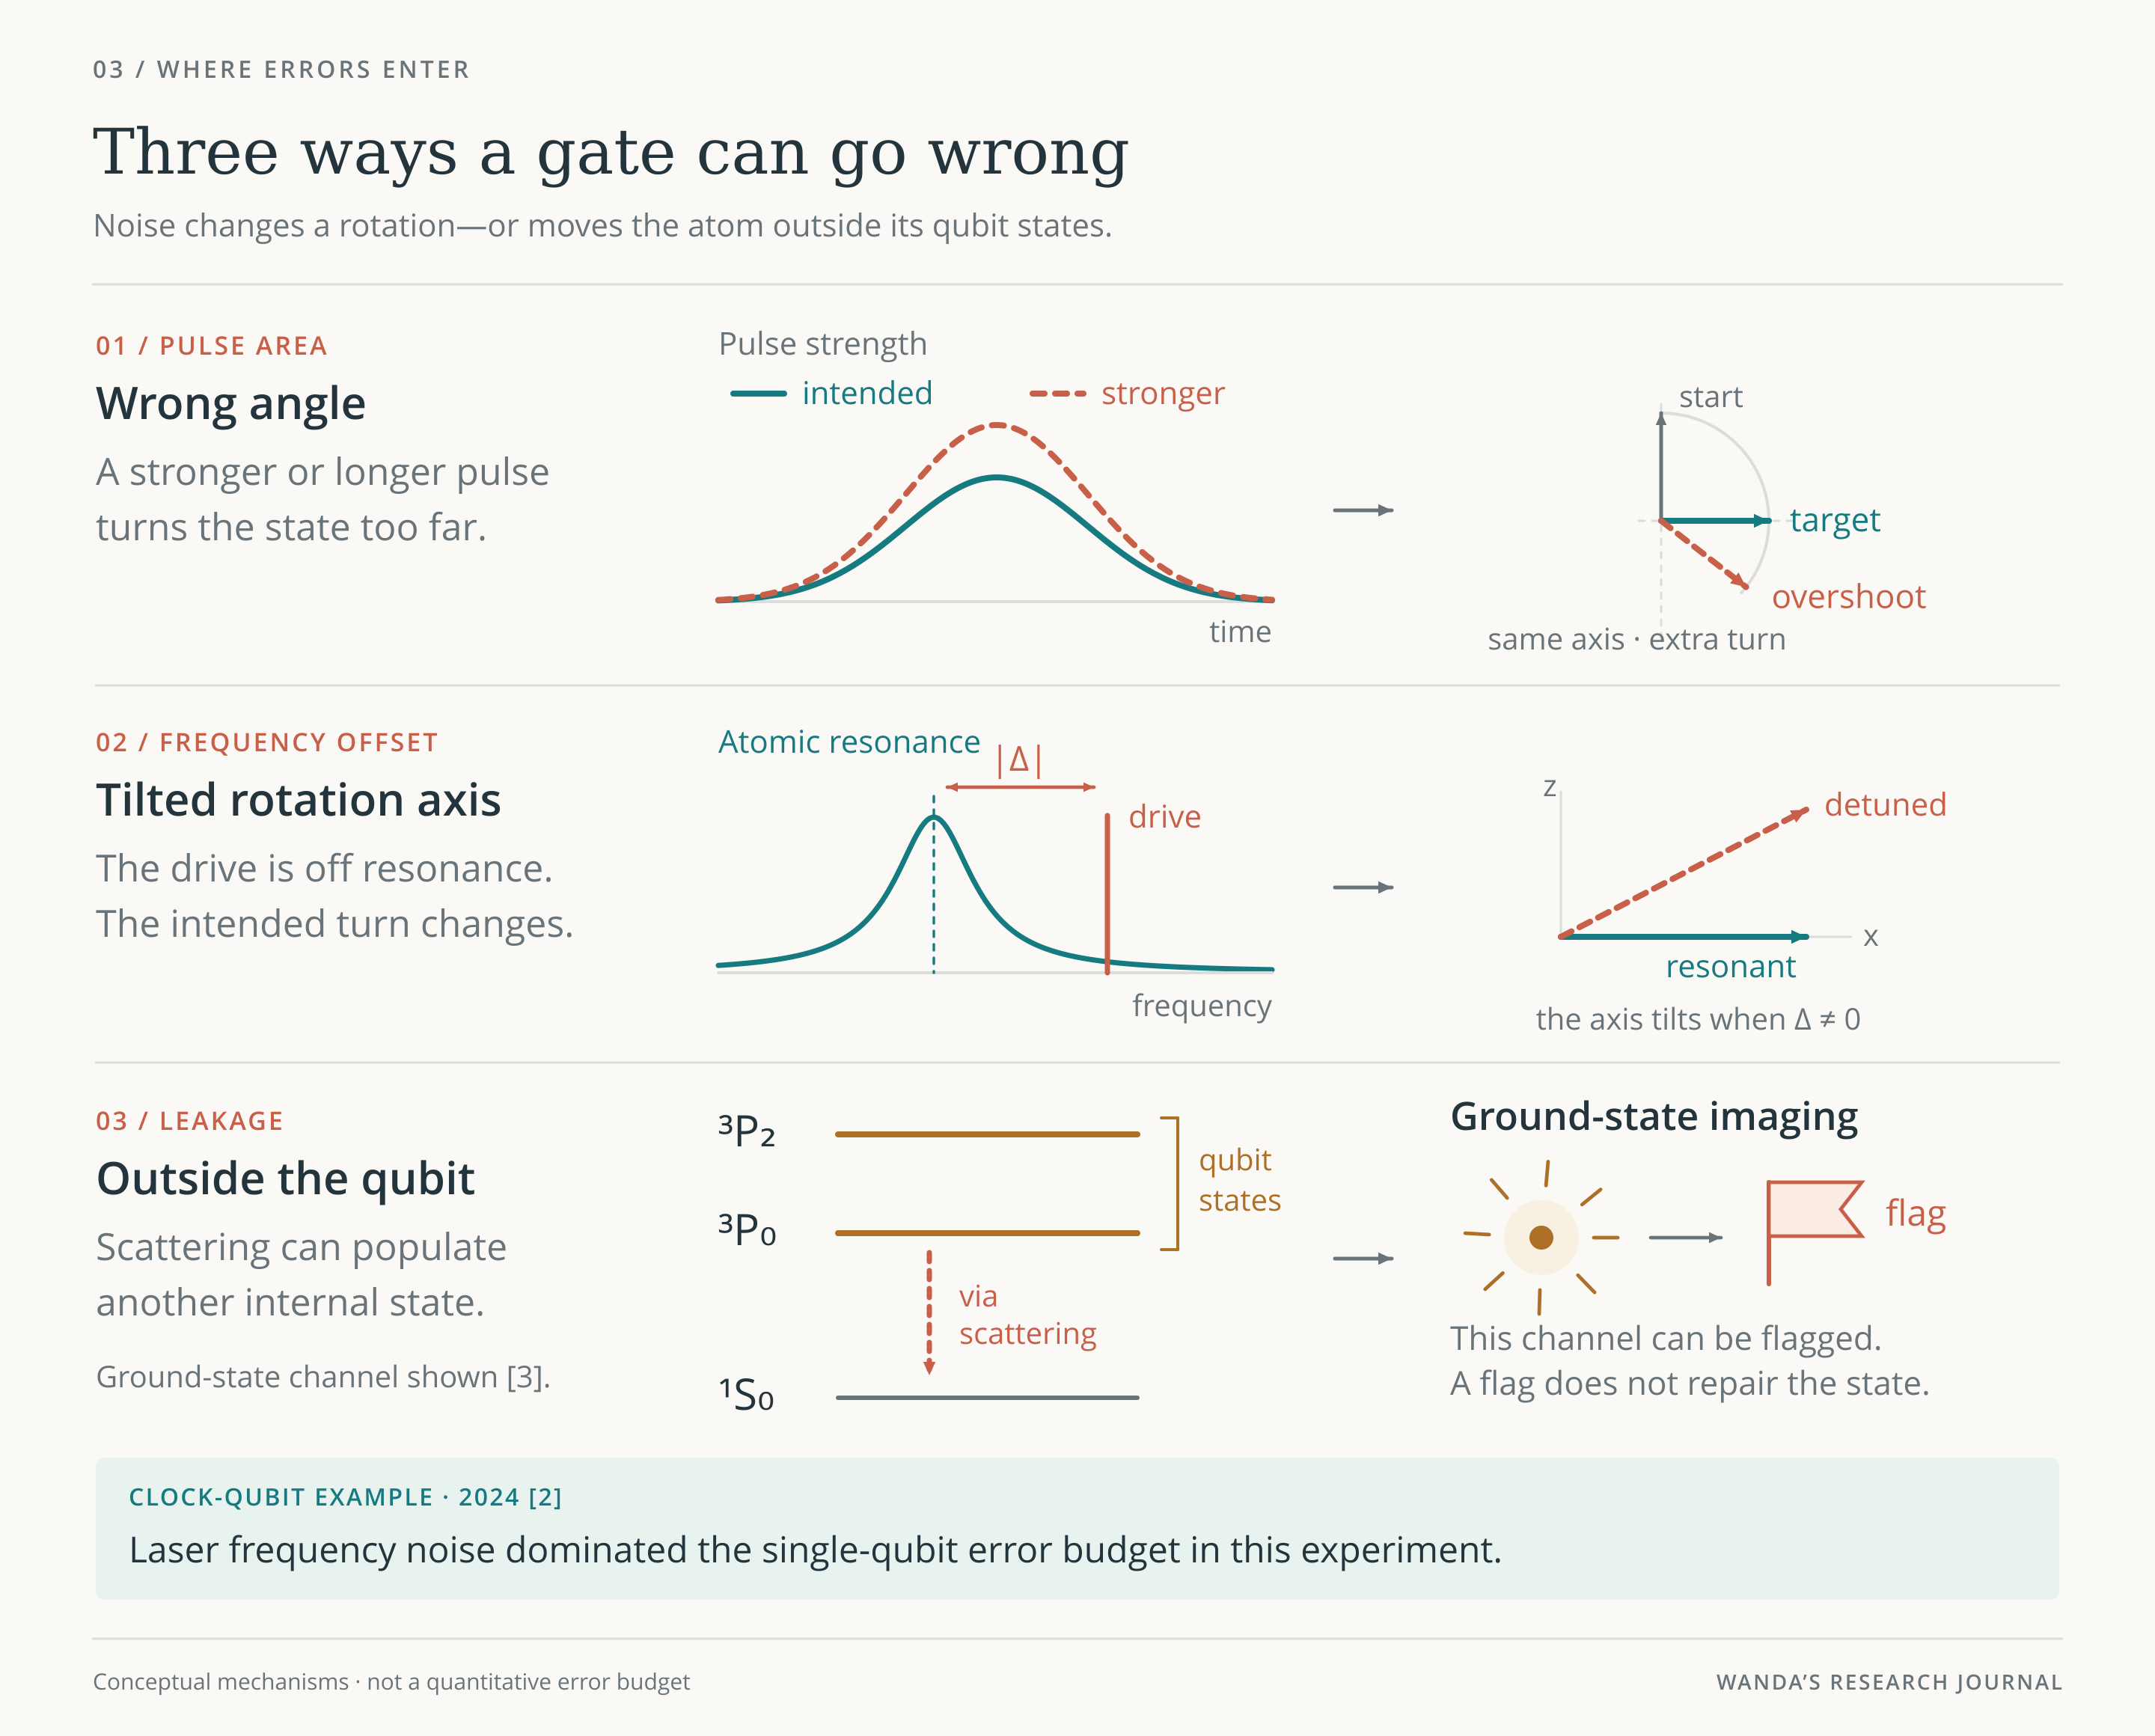 03 / WHERE ERRORS ENTER
Three ways a gate can go wrong
Noise changes a rotation—or moves the atom outside its qubit states.
01 / PULSE AREA
Wrong angle
A stronger or longer pulse
turns the state too far.
Pulse strength
intended
stronger
time
start
target
overshoot
same axis · extra turn
02 / FREQUENCY OFFSET
Tilted rotation axis
The drive is off resonance.
The intended turn changes.
Atomic resonance
|Δ|
drive
frequency
z
detuned
x
resonant
the axis tilts when Δ ≠ 0
03 / LEAKAGE
Outside the qubit
Scattering can populate
another internal state.
Ground-state channel shown [3].
³P₂
³P₀
qubit
states
via
scattering
¹S₀
Ground-state imaging
flag
This channel can be flagged.
A flag does not repair the state.
CLOCK-QUBIT EXAMPLE · 2024 [2]
Laser frequency noise dominated the single-qubit error budget in this experiment.
Conceptual mechanisms · not a quantitative error budget
WANDA’S RESEARCH JOURNAL